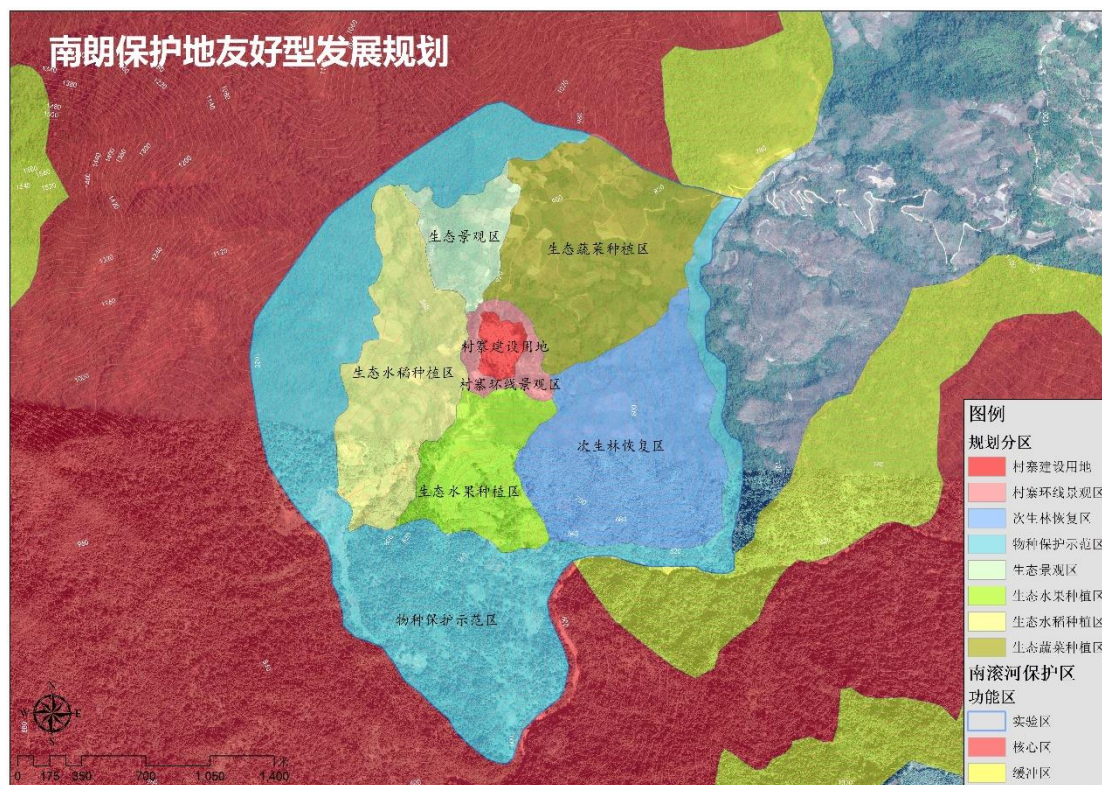 南朗保护地友好型发展规划
生态景观区
生态蔬菜种植区
村寨建设用地
生态水稻种植区
村寨环线景观区
次生林恢复区
生态水果种植区
物种保护示范区
图例
规划分区
村寨建设用地
村寨环线景观区
次生林恢复区
物种保护示范区
生态景观区
生态水果种植区
生态水稻种植区
生态蔬菜种植区
南滚河保护区
功能区
实验区
核心区
缓冲区
N
W E
S
0 175 350 700 1,050 1,400 米